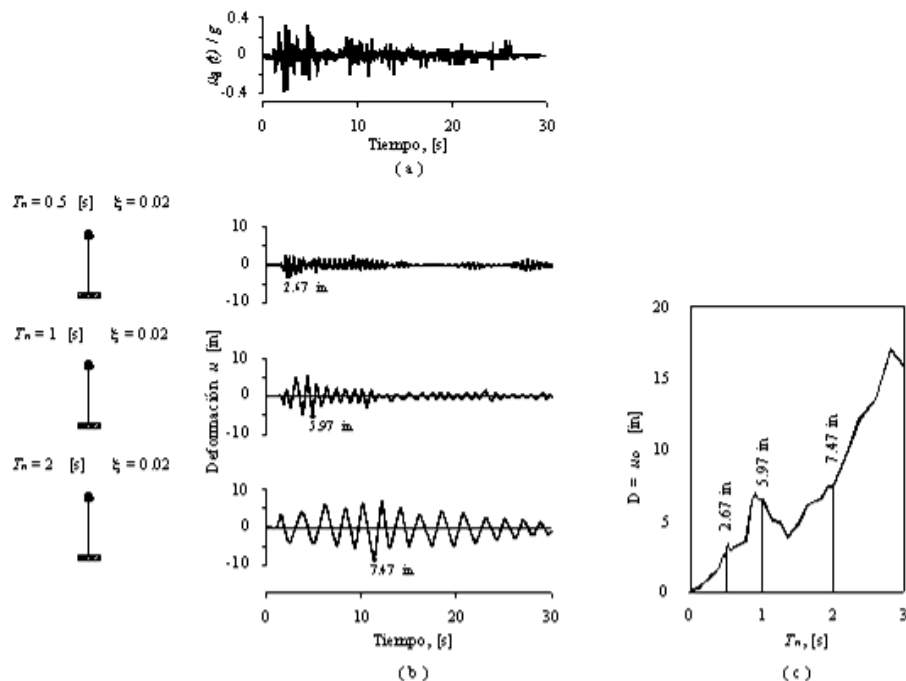 0.4
0
-0.4
üg (t) / g
0 10 20 30
Tiempo, [s]
( a )
Tn = 0.5 [s] ξ = 0.02
Tn = 1 [s] ξ = 0.02
Tn = 2 [s] ξ = 0.02
Deformación u [in]
10
0
-10
2.67 in.
10
0
-10
5.97 in.
10
0
-10
7.47 in.
0 10 20 30
Tiempo, [s]
( b )
D = uo [in]
20
15
10
5
0
2.67 in.
5.97 in.
7.47 in.
0 1 2 3
Tn, [s]
( c )